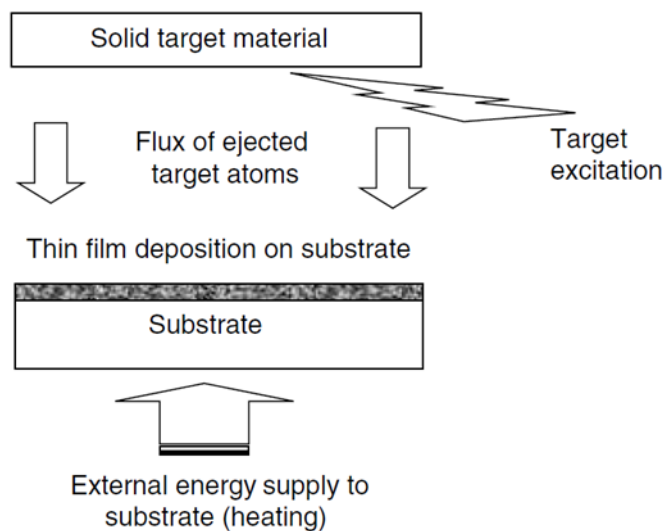 Solid target material
Flux of ejected
target atoms
Target
excitation
Thin film deposition on substrate
Substrate
External energy supply to
substrate (heating)